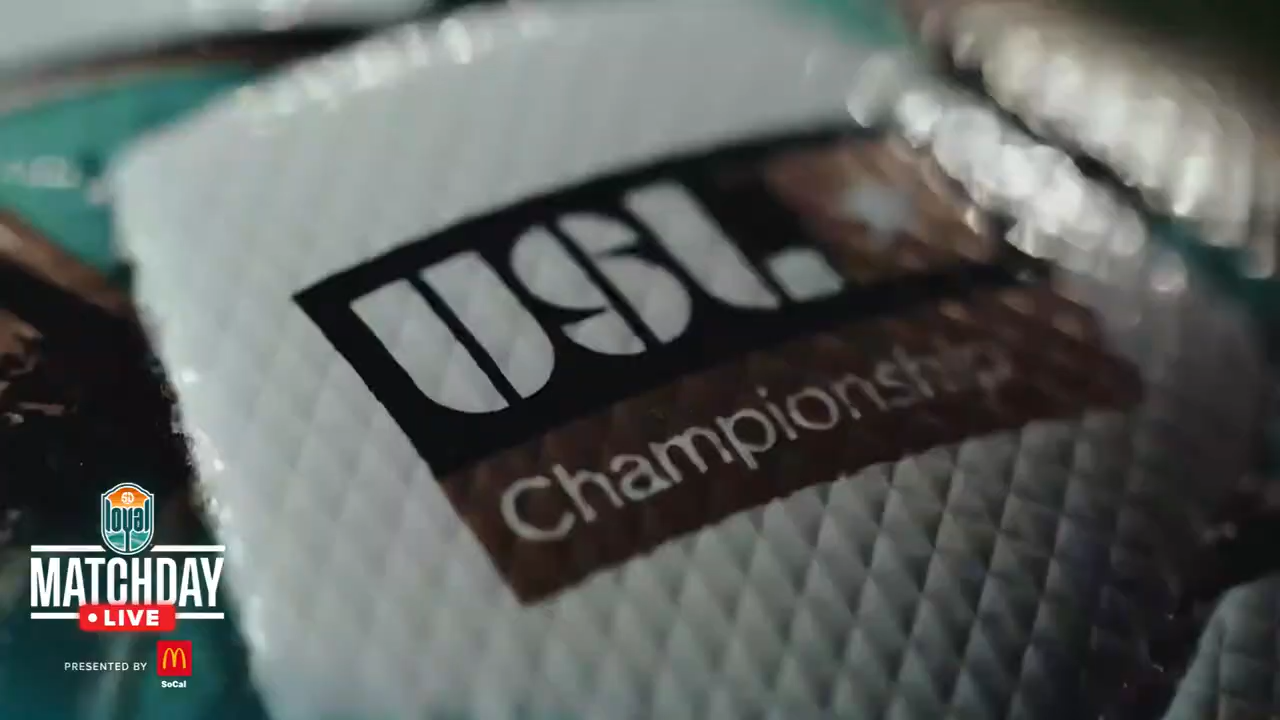 USL
Championship
SD
loyal
MATCHDAY
LIVE
PRESENTED BY
SoCal